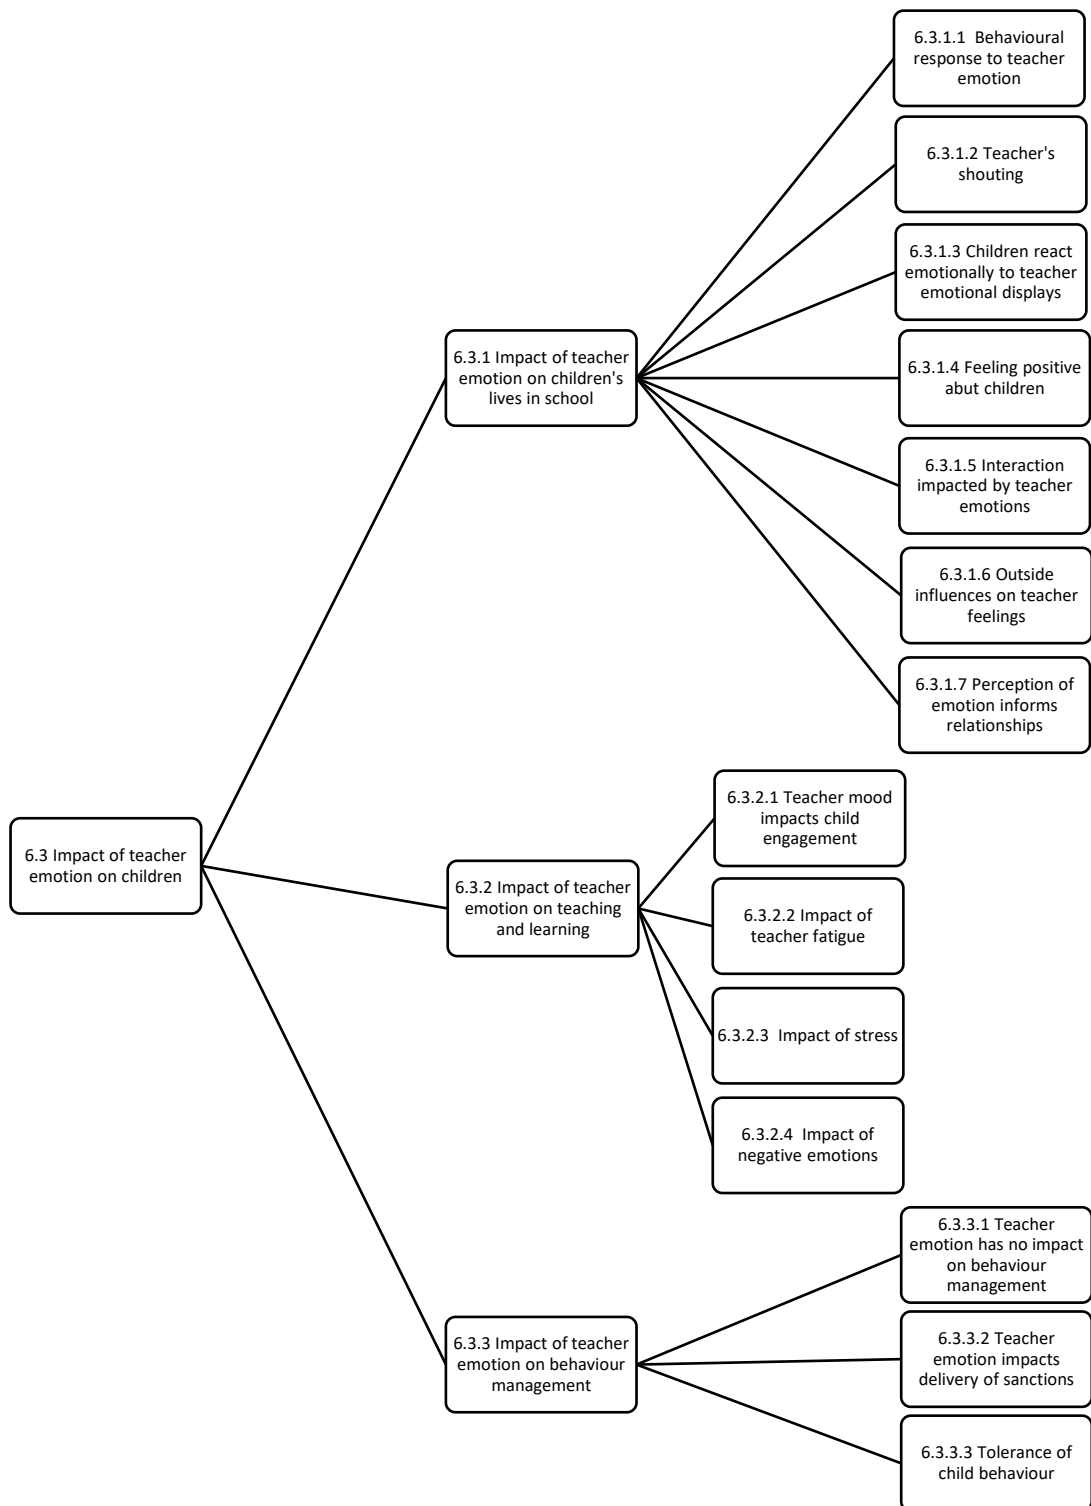 6.3.1.1  Behavioural
response to teacher
emotion
6.3.1.2 Teacher's
shouting
6.3.1.3 Children react
emotionally to teacher
emotional displays
6.3.1 Impact of teacher
emotion on children's
lives in school
6.3.1.4 Feeling positive
abut children
6.3.1.5 Interaction
impacted by teacher
emotions
6.3.1.6 Outside
influences on teacher
feelings
6.3.1.7 Perception of
emotion informs
relationships
6.3 Impact of teacher
emotion on children
6.3.2.1 Teacher mood
impacts child
engagement
6.3.2 Impact of teacher
emotion on teaching
and learning
6.3.2.2 Impact of
teacher fatigue
6.3.2.3  Impact of stress
6.3.2.4  Impact of
negative emotions
6.3.3.1 Teacher
emotion has no impact
on behaviour
management
6.3.3 Impact of teacher
emotion on behaviour
management
6.3.3.2 Teacher
emotion impacts
delivery of sanctions
6.3.3.3 Tolerance of
child behaviour